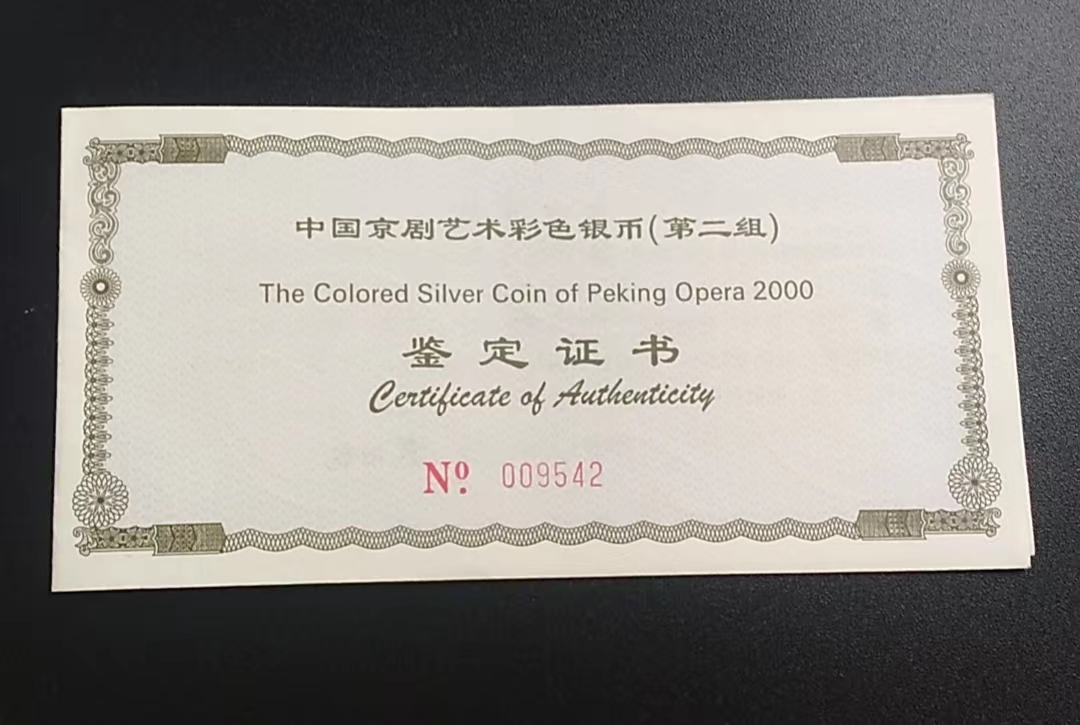 中国京剧艺术彩色银币(第二组)
The Colored Silver Coin of Peking Opera 2000
鉴定证书
Certificate of Authenticity
Nº. 009542